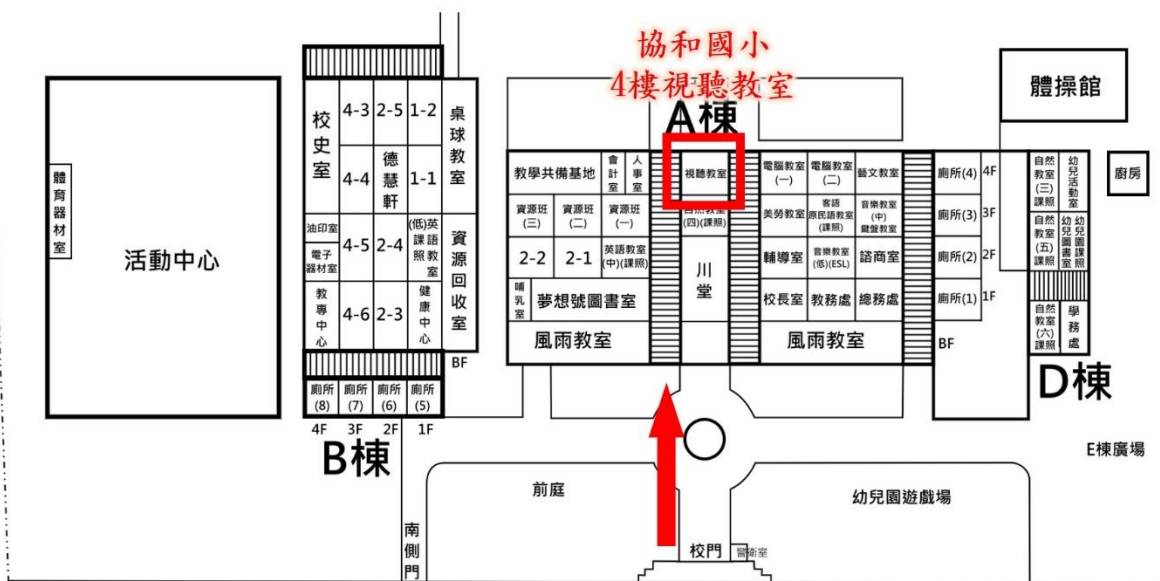 協和國小
4樓視聽教室
A棟
體操館
校史室
4-3
2-5
1-2
桌球教室
4-4
德慧軒
1-1
油印室
電子
器材室
4-5
2-4
(低)
課照
英語教室
資源回收室
教專中心
4-6
2-3
健康中心
BF
廁所
(8)
廁所
(7)
廁所
(6)
廁所
(5)
4F
3F
2F
1F
B棟
體育器材室
活動中心
教學共備基地
會計室
人事室
視聽教室
電腦教室
(一)
電腦教室
(二)
藝文教室
廁所(4)
4F
資源班
(三)
資源班
(二)
資源班
(一)
自然教室
(四)(課照)
美勞教室
客語
原民語教室
(課照)
音樂教室
(中)
鍵盤教室
廁所(3)
3F
2-2
2-1
英語教室
(中)(課照)
川堂
輔導室
音樂教室
(低)(ESL)
諮商室
廁所(2)
2F
哺乳室
夢想號圖書室
校長室
教務處
總務處
廁所(1)
1F
風雨教室
風雨教室
BF
自然
教室
(三)
課照
幼兒活動室
廚房
自然
教室
(五)
課照
幼兒圖書室
幼兒園課照
自然
教室
(六)
課照
學務處
D棟
E棟廣場
前庭
幼兒園遊戲場
南側門
校門
警衛室